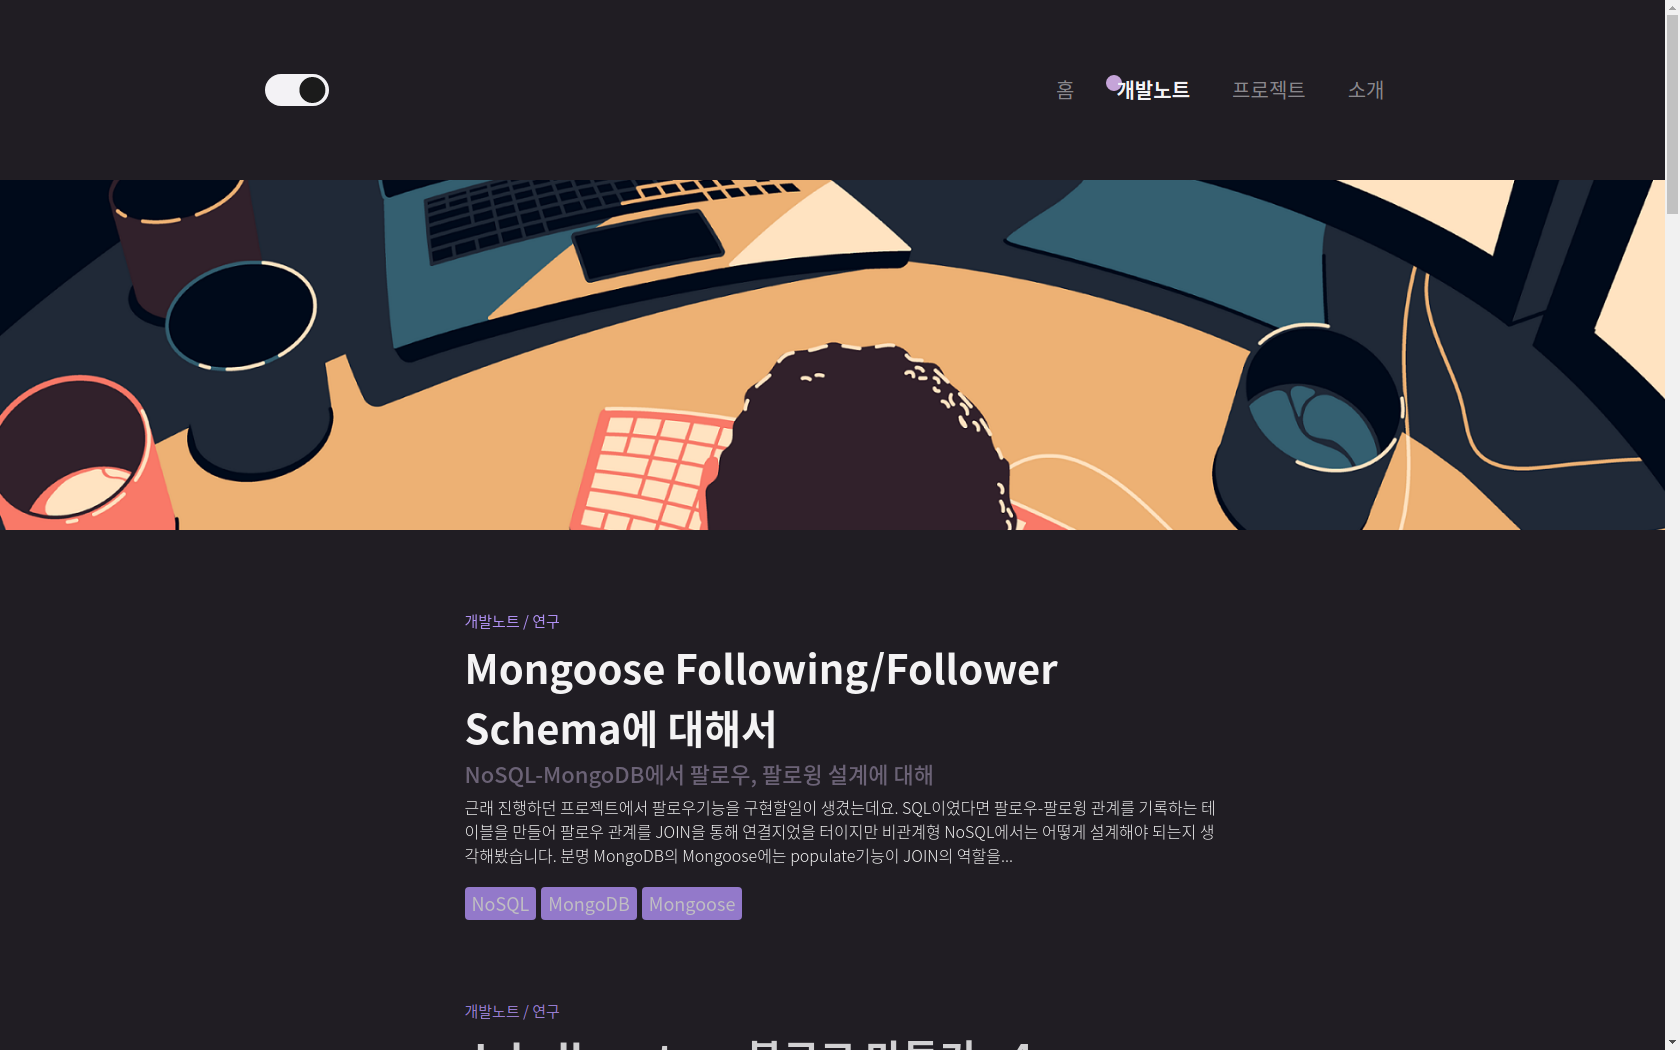 홈
개발노트
프로젝트
소개
개발노트 / 연구
Mongoose Following/Follower
Schema에 대해서
NoSQL-MongoDB에서 팔로우, 팔로윙 설계에 대해
근래 진행하던 프로젝트에서 팔로우기능을 구현할일이 생겼는데요. SQL이였다면 팔로우-팔로윙 관계를 기록하는 테
이블을 만들어 팔로우 관계를 JOIN을 통해 연결지었을 터이지만 비관계형 NoSQL에서는 어떻게 설계해야 되는지 생
각해봤습니다. 분명 MongoDB의 Mongoose에는 populate기능이 JOIN의 역할을...
NoSQL
MongoDB
Mongoose
개발노트 / 연구